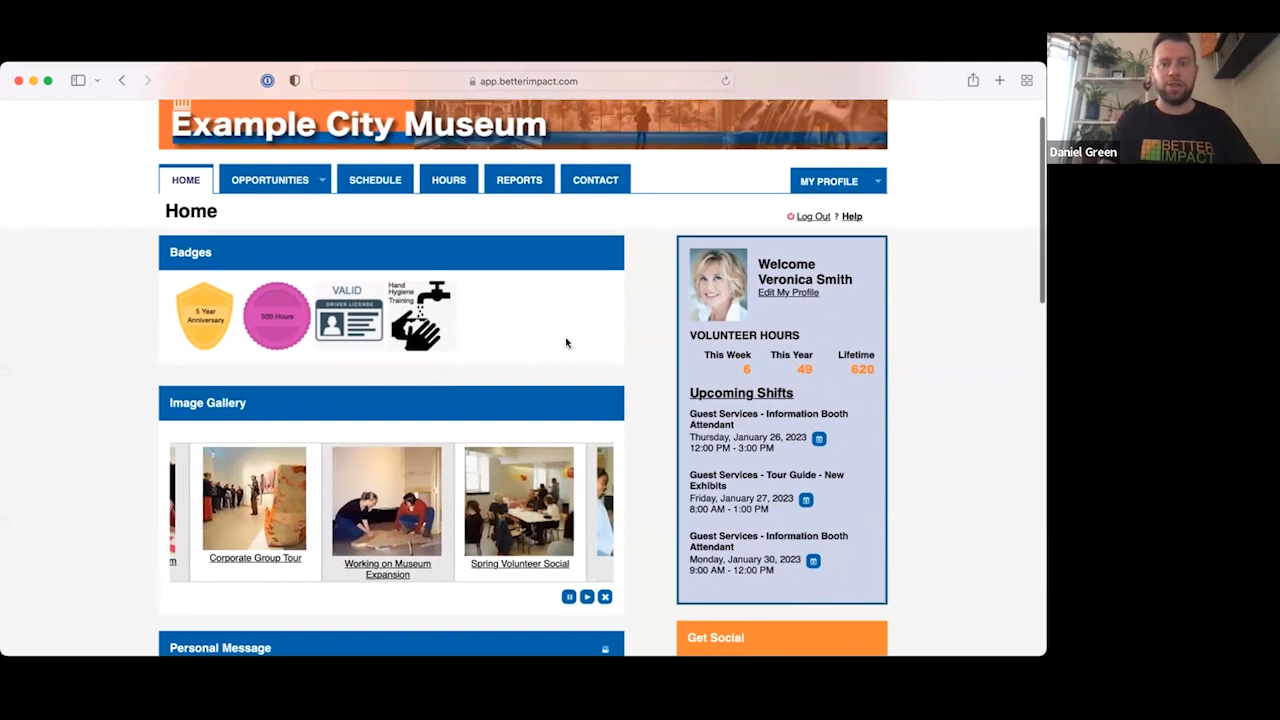 app.betterimpact.com
Example City Museum
HOME
OPPORTUNITIES
SCHEDULE
HOURS
REPORTS
CONTACT
MY PROFILE
Home
Log Out ? Help
Badges
5 Year
Anniversary
500 Hours
VALID
DRIVER LICENSE
Hand
Hygiene
Training
Image Gallery
m
Corporate Group Tour
Working on Museum
Expansion
Spring Volunteer Social
Personal Message
Welcome
Veronica Smith
Edit My Profile
VOLUNTEER HOURS
This Week This Year Lifetime
6 49 620
Upcoming Shifts
Guest Services - Information Booth
Attendant
Thursday, January 26, 2023
12:00 PM - 3:00 PM
Guest Services - Tour Guide - New
Exhibits
Friday, January 27, 2023
8:00 AM - 1:00 PM
Guest Services - Information Booth
Attendant
Monday, January 30, 2023
9:00 AM - 12:00 PM
Get Social
Daniel Green
BETTER
IMPACT